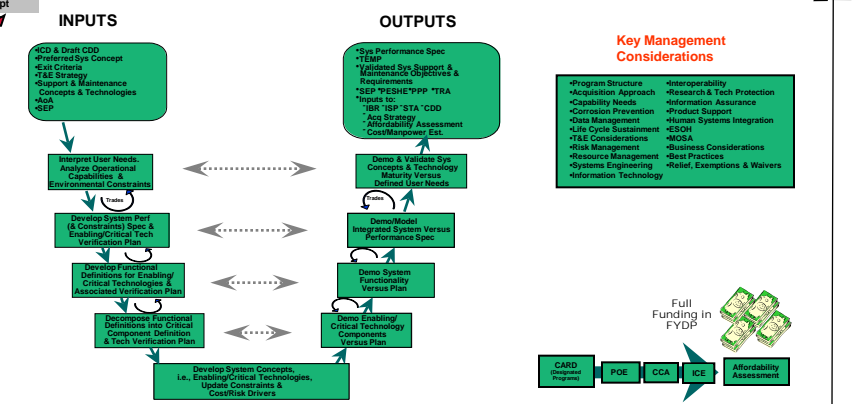 pt
INPUTS
•ICD & Draft CDD
•Preferred Sys Concept
•Exit Criteria
•T&E Strategy
•Support & Maintenance
Concepts & Technologies
•AoA
•SEP
Interpret User Needs.
Analyze Operational
Capabilities &
Environmental Constraints
Trades
Develop System Perf
(& Constraints) Spec &
Enabling/Critical Tech
Verification Plan
Develop Functional
Definitions for Enabling/
Critical Technologies &
Associated Verification Plan
Decompose Functional
Definitions into Critical
Component Definition
& Tech Verification Plan
Develop System Concepts,
i.e., Enabling/Critical Technologies,
Update Constraints &
Cost/Risk Drivers
OUTPUTS
•Sys Performance Spec
•TEMP
•Validated Sys Support &
Maintenance Objectives &
Requirements
•SEP •PESHE •PPP •TRA
•Inputs to:
-IBR -ISP -STA -CDD
-Acq Strategy
-Affordability Assessment
-Cost/Manpower Est.
Demo & Validate Sys
Concepts & Technology
Maturity Versus
Defined User Needs
Trades
Demo/Model
Integrated System Versus
Performance Spec
Demo System
Functionality
Versus Plan
Demo Enabling/
Critical Technology
Components
Versus Plan
Key Management
Considerations
•Program Structure
•Acquisition Approach
•Capability Needs
•Corrosion Prevention
•Data Management
•Life Cycle Sustainment
•T&E Considerations
•Risk Management
•Resource Management
•Systems Engineering
•Information Technology
•Interoperability
•Research & Tech Protection
•Information Assurance
•Product Support
•Human Systems Integration
•ESOH
•MOSA
•Business Considerations
•Best Practices
•Relief, Exemptions & Waivers
Full
Funding in
FYDP
CARD
(Designated
Programs)
POE
CCA
ICE
Affordability
Assessment